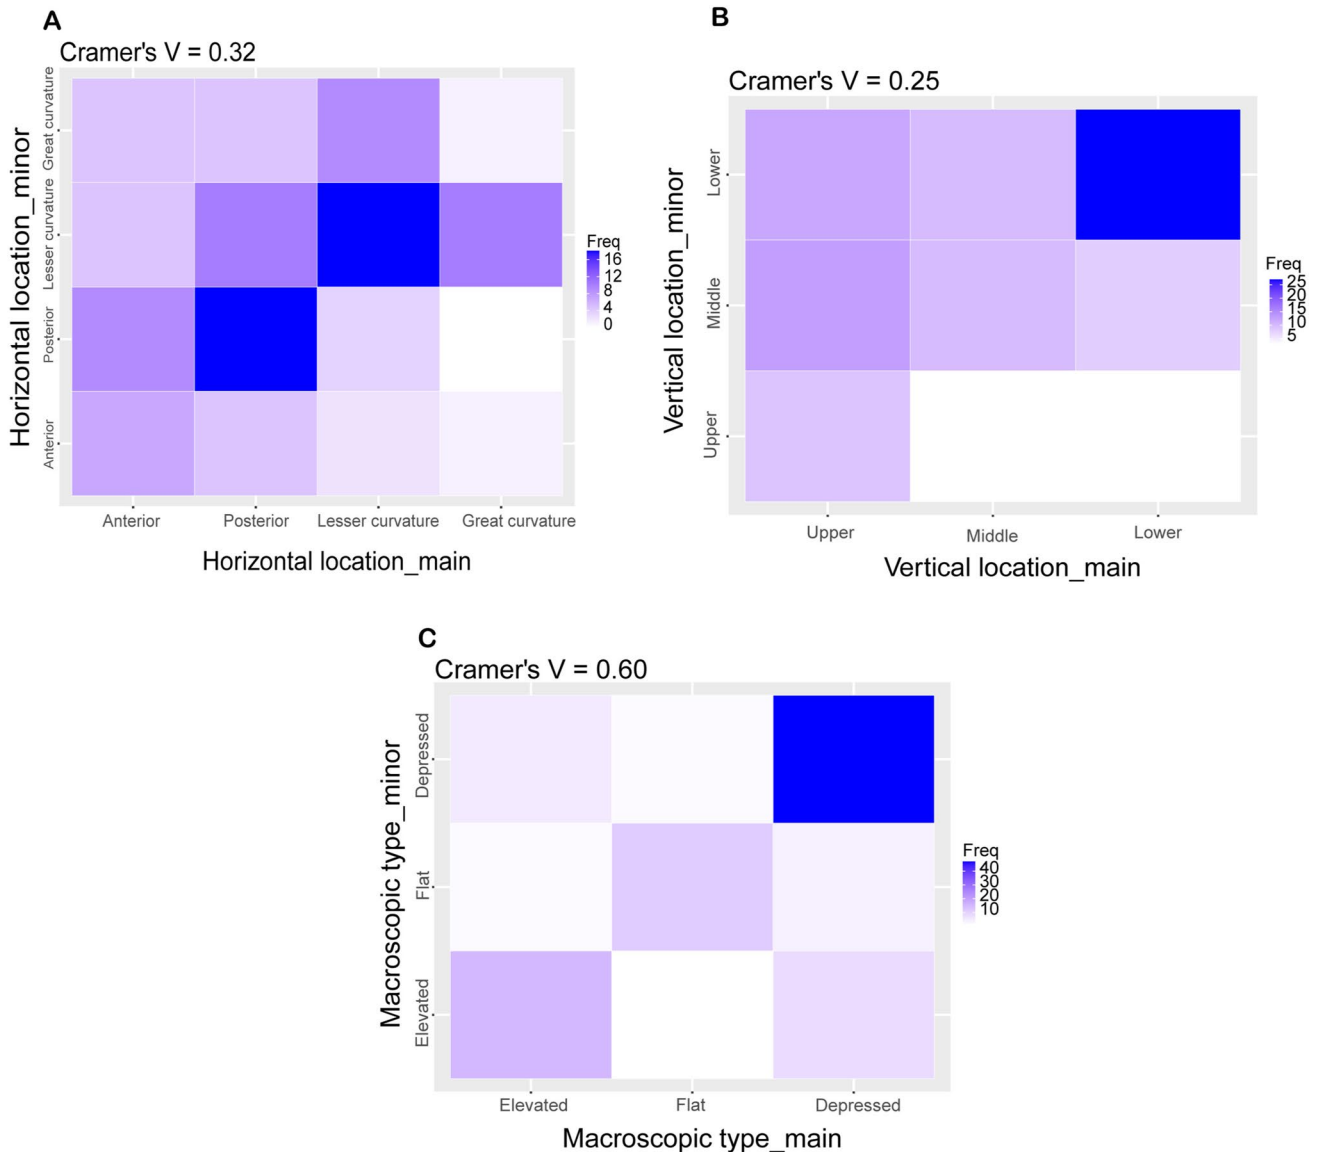 A
Cramer's V = 0.32
Horizontal location_minor
Great curvature
Lesser curvature
Posterior
Anterior
Anterior Posterior Lesser curvature Great curvature
Horizontal location_main
Freq
16
12
8
4
0
B
Cramer's V = 0.25
Vertical location_minor
Lower
Middle
Upper
Upper Middle Lower
Vertical location_main
Freq
25
20
15
10
5
C
Cramer's V = 0.60
Macroscopic type_minor
Depressed
Flat
Elevated
Elevated Flat Depressed
Macroscopic type_main
Freq
40
30
20
10